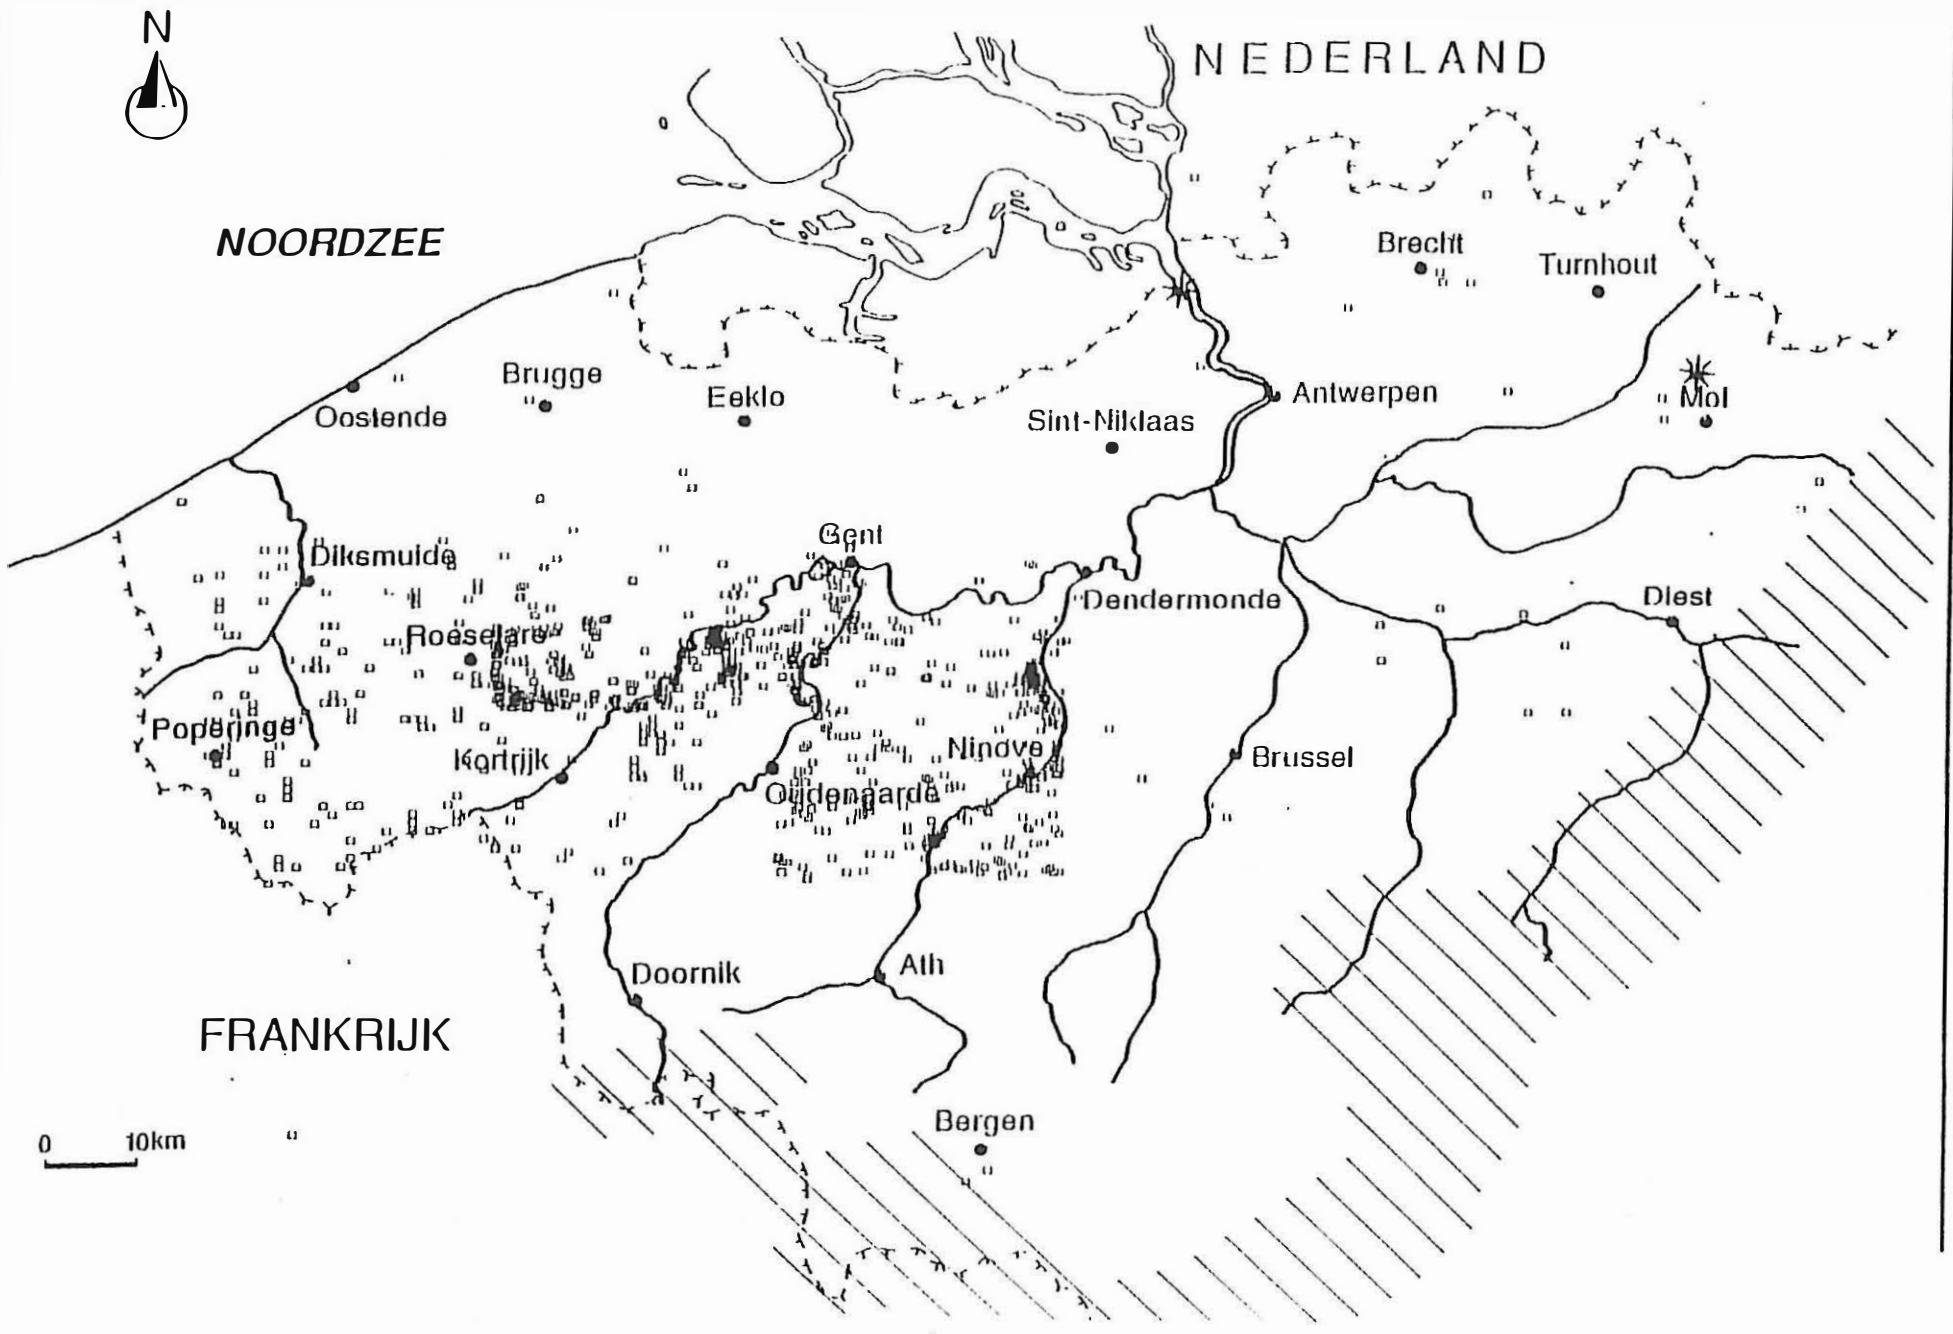 N
NEDERLAND
NOORDZEE
Brecht
Turnhout
Brugge
Eeklo
Oostende
Sint-Niklaas
Antwerpen
Mol
Gent
Diksmuide
Dendermonde
Diest
Roeselare
Poperinge
Kortrijk
Nindve
Brussel
Oudenaarde
Doornik
Ath
FRANKRIJK
Bergen
0 10km